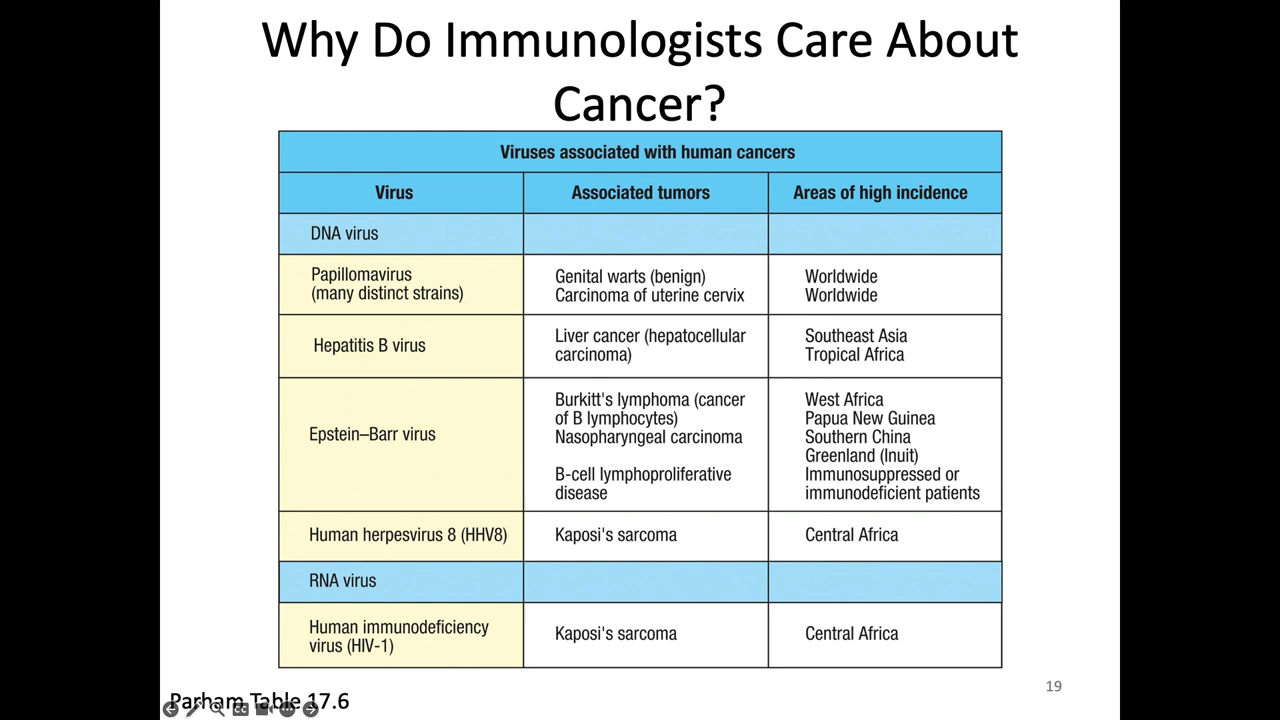 Why Do Immunologists Care About
Cancer?
Viruses associated with human cancers
Virus
Associated tumors
Areas of high incidence
DNA virus
Papillomavirus
(many distinct strains)
Genital warts (benign)
Carcinoma of uterine cervix
Worldwide
Worldwide
Hepatitis B virus
Liver cancer (hepatocellular
carcinoma)
Southeast Asia
Tropical Africa
Epstein–Barr virus
Burkitt's lymphoma (cancer
of B lymphocytes)
Nasopharyngeal carcinoma
B-cell lymphoproliferative
disease
West Africa
Papua New Guinea
Southern China
Greenland (Inuit)
Immunosuppressed or
immunodeficient patients
Human herpesvirus 8 (HHV8)
Kaposi's sarcoma
Central Africa
RNA virus
Human immunodeficiency
virus (HIV-1)
Kaposi's sarcoma
Central Africa
19
Parham Table 17.6
CC